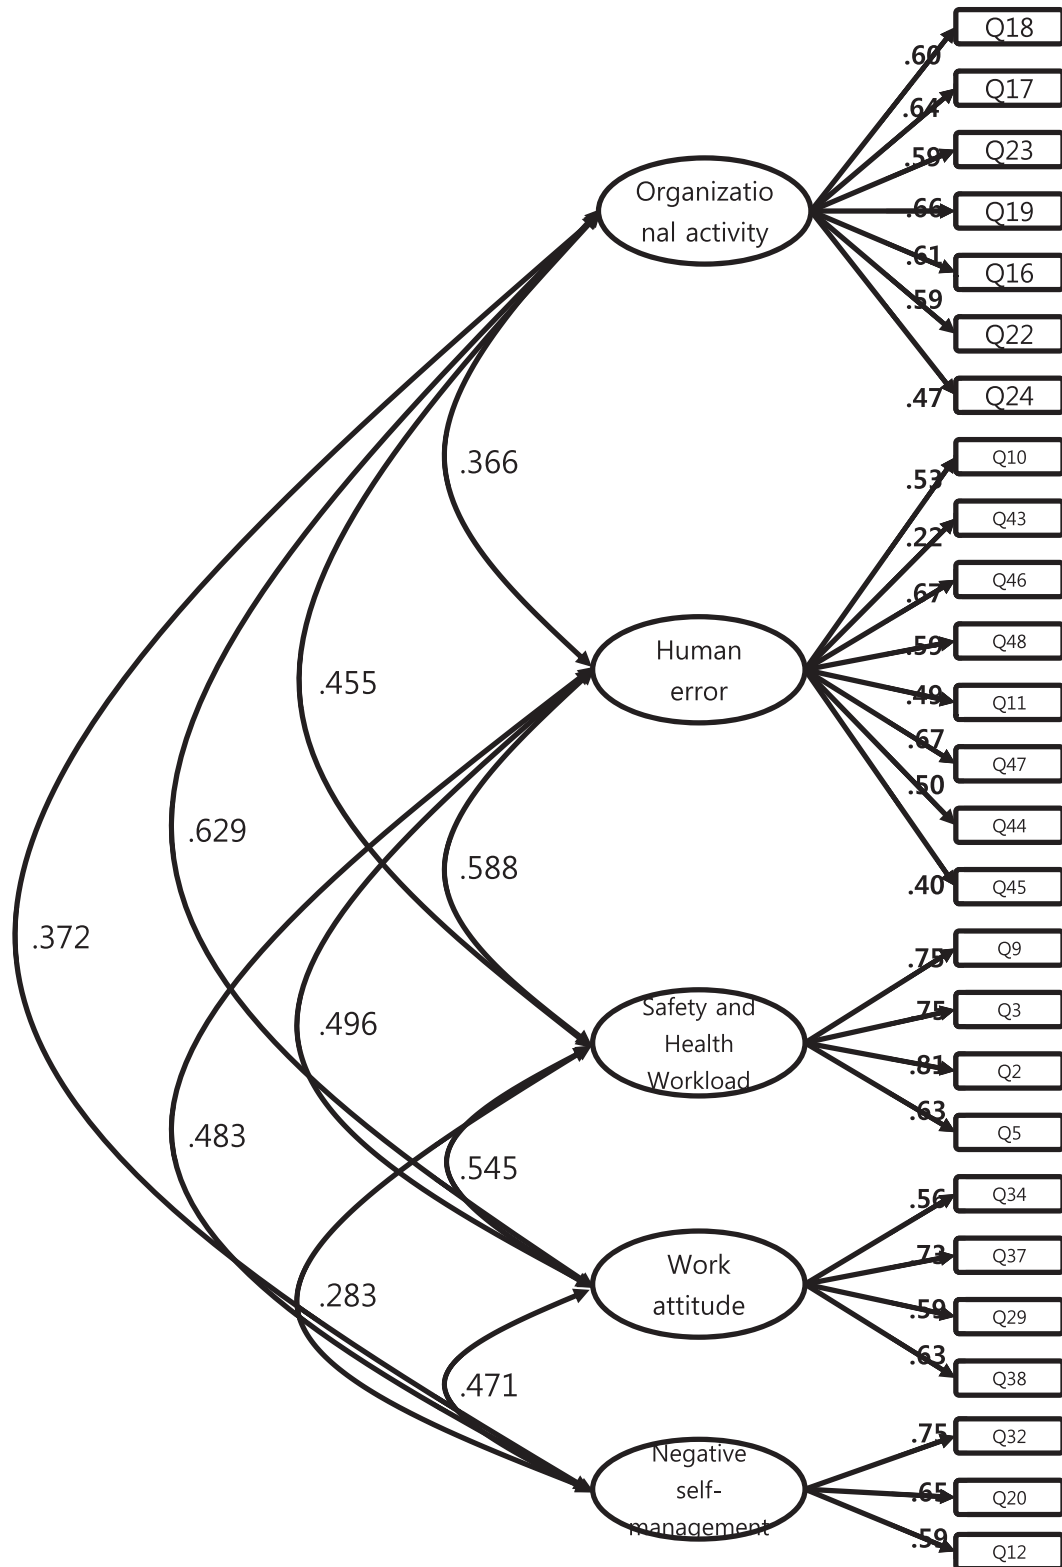 Q18
.60
Q17
.64
Q23
.59
Organizatio
nal activity
.66
Q19
.61
Q16
.59
Q22
.47
Q24
Q10
.366
.53
Q43
.22
Q46
.67
Human
error
.59
Q48
.455
.49
Q11
.67
Q47
.50
Q44
.629
.588
.40
Q45
.372
.75
Q9
Safety and
Health
Workload
.75
Q3
.496
.81
Q2
.63
Q5
.483
.545
.56
Q34
.73
Q37
Work
attitude
.283
.59
Q29
.63
Q38
.471
.75
Q32
Negative
self-
management
.65
Q20
.59
Q12